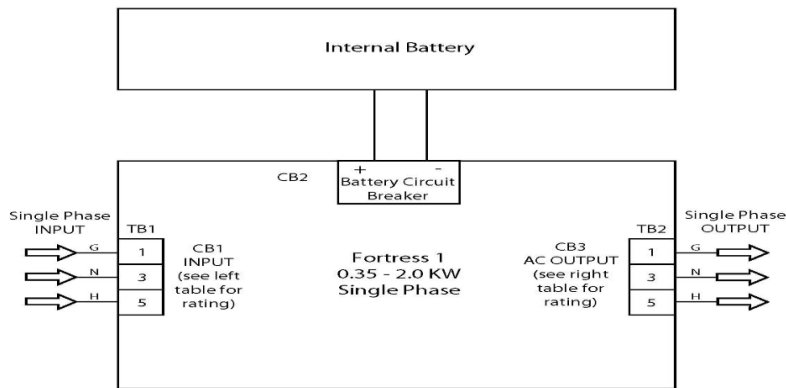 Internal Battery
CB2
+ -
Battery Circuit
Breaker
Single Phase
INPUT
TB1
G
1
N
3
H
5
CB1
INPUT
(see left
table for
rating)
Fortress 1
0.35 - 2.0 KW
Single Phase
CB3
AC OUTPUT
(see right
table for
rating)
TB2
1
G
3
N
5
H
Single Phase
OUTPUT